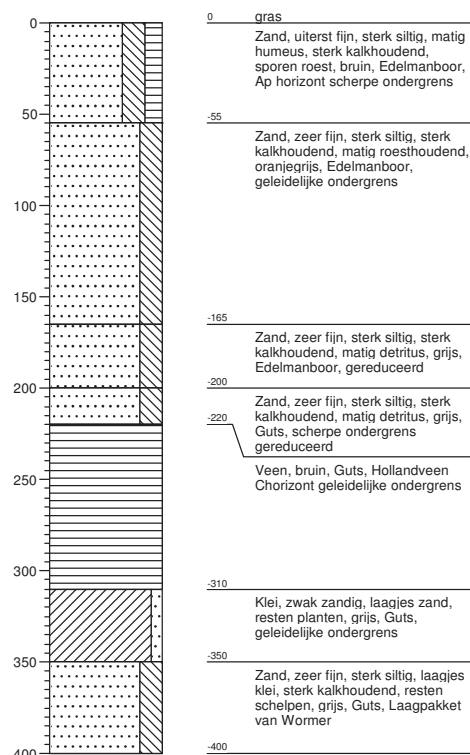 0
gras
0
Zand, uiterst fijn, sterk siltig, matig
humeus, sterk kalkhoudend,
sporen roest, bruin, Edelmanboor,
Ap horizont scherpe ondergrens
50
-55
Zand, zeer fijn, sterk siltig, sterk
kalkhoudend, matig roesthoudend,
oranjegrijs, Edelmanboor,
geleidelijke ondergrens
100
150
-165
Zand, zeer fijn, sterk siltig, sterk
kalkhoudend, matig detritus, grijs,
Edelmanboor, gereduceerd
200
-200
Zand, zeer fijn, sterk siltig, sterk
kalkhoudend, matig detritus, grijs,
Guts, scherpe ondergrens
gereduceerd
-220
Veen, bruin, Guts, Hollandveen
Chorizont geleidelijke ondergrens
250
300
-310
Klei, zwak zandig, laagjes zand,
resten planten, grijs, Guts,
geleidelijke ondergrens
350
-350
Zand, zeer fijn, sterk siltig, laagjes
klei, sterk kalkhoudend, resten
schelpen, grijs, Guts, Laagpakket
van Wormer
400
-400